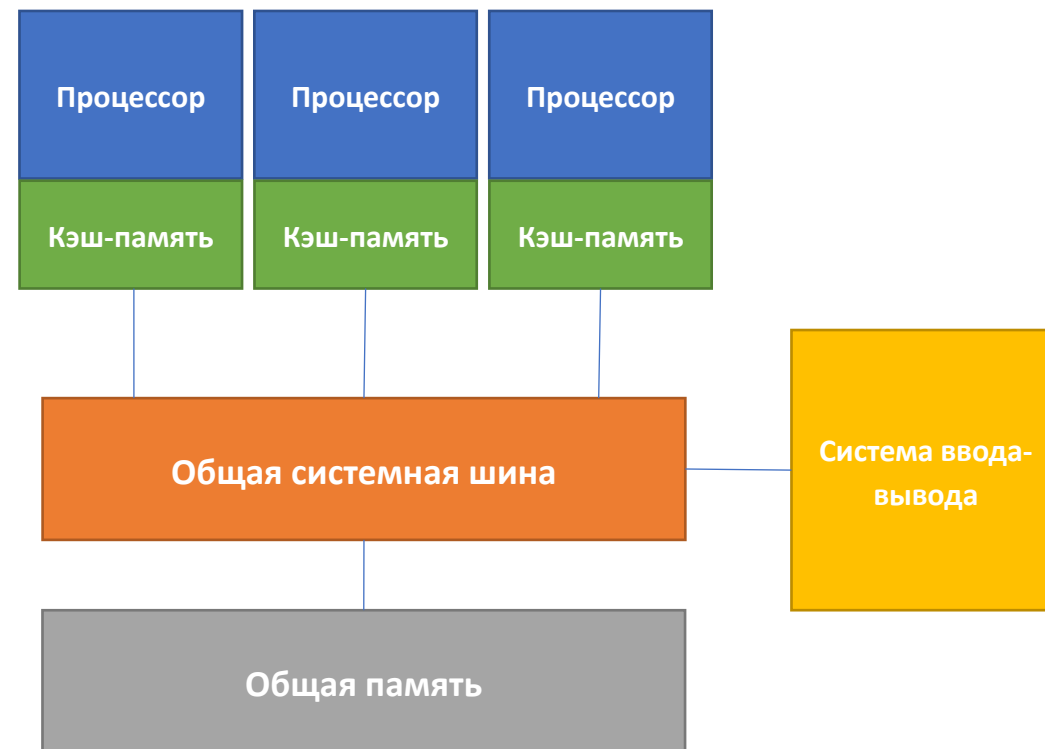 Процессор
Процессор
Процессор
Кэш-память
Кэш-память
Кэш-память
Общая системная шина
Система ввода-
вывода
Общая память